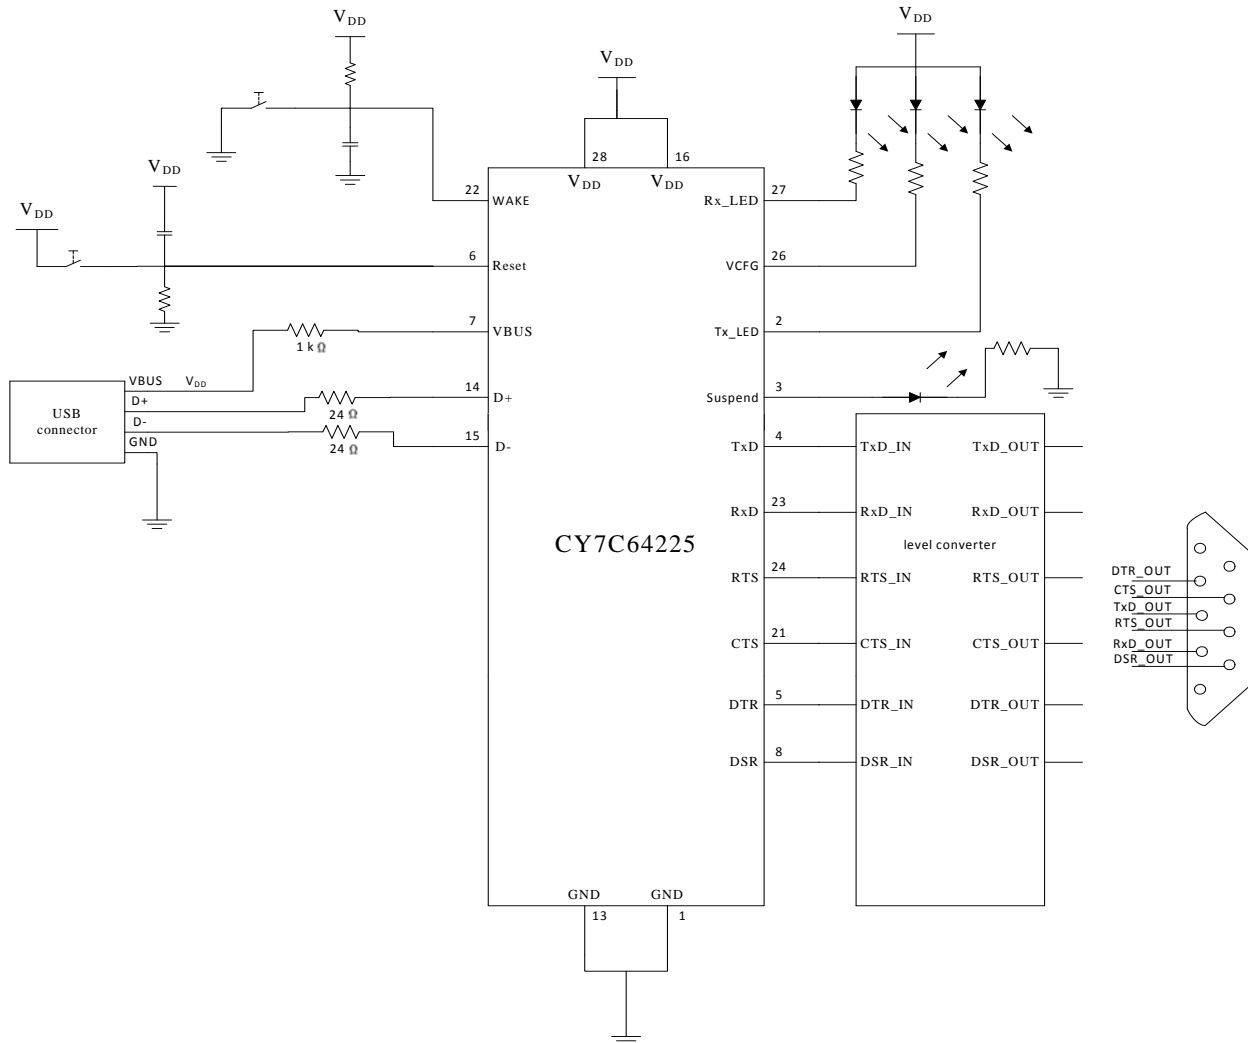 VDD
VDD
VDD
28
16
VDD
VDD
VDD
VDD
22
WAKE
Rx_LED
27
6
Reset
VCFG
26
7
VBUS
Tx_LED
2
1 k Ω
VBUS
VDD
D+
D-
GND
USB
connector
14
D+
24 Ω
15
D-
24 Ω
Suspend
3
TxD
4
TxD_IN
TxD_OUT
RxD
23
RxD_IN
RxD_OUT
CY7C64225
level converter
RTS
24
RTS_IN
RTS_OUT
CTS
21
CTS_IN
CTS_OUT
DTR
5
DTR_IN
DTR_OUT
DSR
8
DSR_IN
DSR_OUT
DTR_OUT
CTS_OUT
TxD_OUT
RTS_OUT
RxD_OUT
DSR_OUT
GND
GND
13
1